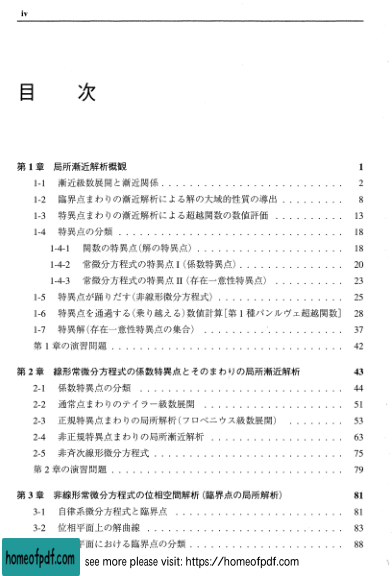 iv
目　次
第1章　局所漸近解析概観 1
1-1　漸近級数展開と漸近関係 . . . . . . . . . . 2
1-2　臨界点まわりの漸近解析による解の大域的性質の導出 . . . . . . . . . . 8
1-3　特異点まわりの漸近解析による超越関数の数値評価 . . . . . . . . . . 13
1-4　特異点の分類 . . . . . . . . . . 18
1-4-1　関数の特異点(解の特異点) . . . . . . . . . . 18
1-4-2　常微分方程式の特異点 I (係数特異点) . . . . . . . . . . 20
1-4-3　常微分方程式の特異点 II (存在一意性特異点) . . . . . . . . . . 23
1-5　特異点が踊りだす(非線形微分方程式) . . . . . . . . . . 25
1-6　特異点を通過する(乗り越える)数値計算[第1種パンルヴェ超越関数] 28
1-7　特異解(存在一意性特異点の集合) . . . . . . . . . . 37
第1章の演習問題 . . . . . . . . . . 42
第2章　線形常微分方程式の係数特異点とそのまわりの局所漸近解析 43
2-1　係数特異点の分類 . . . . . . . . . . 44
2-2　通常点まわりのテイラー級数展開 . . . . . . . . . . 51
2-3　正規特異点まわりの局所解析(フロベニウス級数展開) . . . . . . . . . . 53
2-4　非正規特異点まわりの局所漸近解析 . . . . . . . . . . 63
2-5　非斉次線形微分方程式 . . . . . . . . . . 75
第2章の演習問題 . . . . . . . . . . 79
第3章　非線形常微分方程式の位相空間解析(臨界点の局所解析) 81
3-1　自律系微分方程式と臨界点 . . . . . . . . . . 81
3-2　位相平面上の解曲線 . . . . . . . . . . 83
平面における臨界点の分類 . . . . . . . . . . 88
homeofpdf.com see more please visit: https://homeofpdf.com